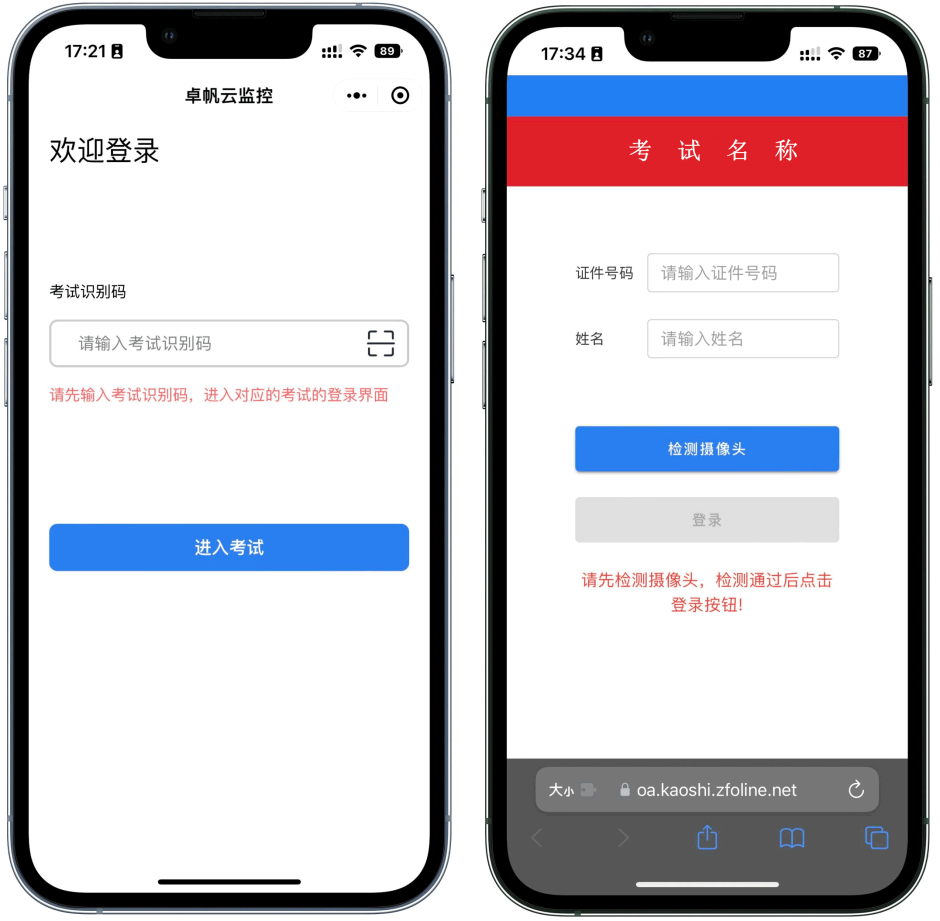 17:21
89
卓帆云监控
欢迎登录
考试识别码
请输入考试识别码
请先输入考试识别码，进入对应的考试的登录界面
进入考试
17:34
87
考试名称
证件号码 请输入证件号码
姓名 请输入姓名
检测摄像头
登录
请先检测摄像头，检测通过后点击
登录按钮!
大小 oa.kaoshi.zfoline.net